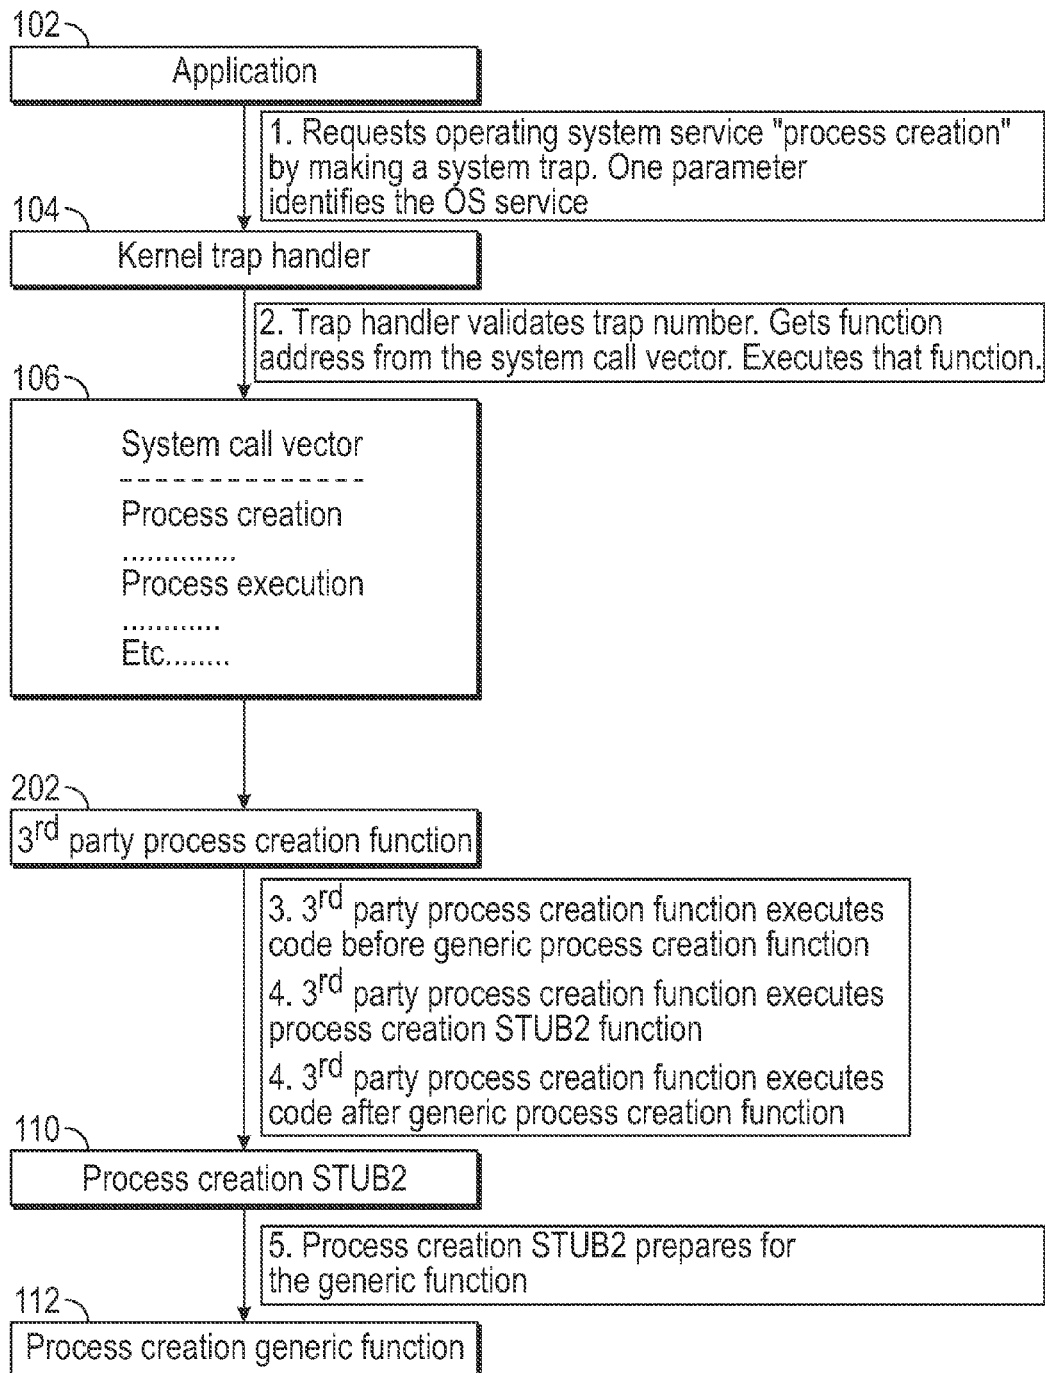 102
Application
1. Requests operating system service "process creation"
by making a system trap. One parameter
identifies the OS service
104
Kernel trap handler
2. Trap handler validates trap number. Gets function
address from the system call vector. Executes that function.
106
System call vector
--------------
Process creation
.............
Process execution
............
Etc........
202
3rd party process creation function
3. 3rd party process creation function executes
code before generic process creation function
4. 3rd party process creation function executes
process creation STUB2 function
4. 3rd party process creation function executes
code after generic process creation function
110
Process creation STUB2
5. Process creation STUB2 prepares for
the generic function
112
Process creation generic function